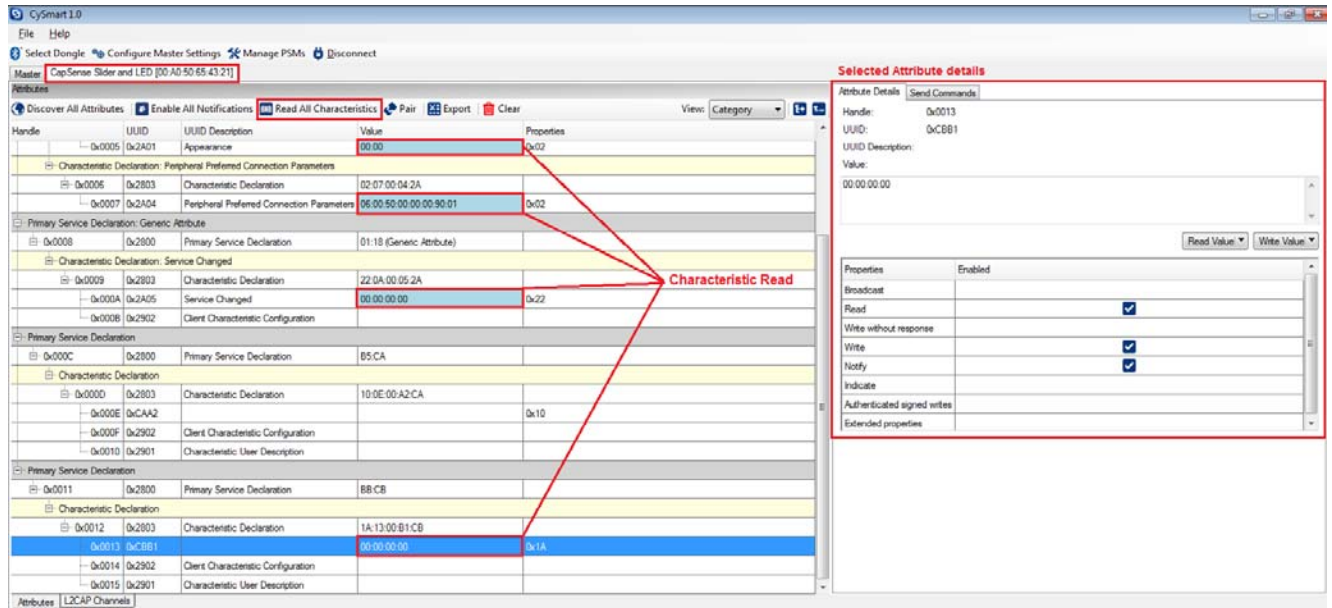 CySmart 1.0
File Help
Select Dongle Configure Master Settings Manage PSMs Disconnect
Master CapSense Slider and LED [00:A0:50:65:43:21]
Selected Attribute details
Attributes
Attribute Details Send Commands
Discover All Attributes Enable All Notifications Read All Characteristics Pair Export Clear View: Category
Handle: 0x0013
Handle UUID UUID Description Value Properties
UUID: 0xCBB1
0x0005 0x2A01 Appearance 00:00 0x02
UUID Description:
Characteristic Declaration: Peripheral Preferred Connection Parameters
Value:
0x0006 0x2803 Characteristic Declaration 02:07:00:04:2A
00:00:00:00
0x0007 0x2A04 Peripheral Preferred Connection Parameters 06:00:50:00:00:00:90:01 0x02
Primary Service Declaration: Generic Attribute
0x0008 0x2800 Primary Service Declaration 01:18 (Generic Attribute)
Read Value Write Value
Characteristic Declaration: Service Changed
Properties Enabled
0x0009 0x2803 Characteristic Declaration 22:0A:00:05:2A
Characteristic Read
Broadcast
0x000A 0x2A05 Service Changed 00:00:00:00 0x22
Read
0x000B 0x2902 Client Characteristic Configuration
Write without response
Primary Service Declaration
Write
0x000C 0x2800 Primary Service Declaration B5:CA
Notify
Characteristic Declaration
Indicate
0x000D 0x2803 Characteristic Declaration 10:0E:00:A2:CA
Authenticated signed writes
0x000E 0xCAA2 0x10
Extended properties
0x000F 0x2902 Client Characteristic Configuration
0x0010 0x2901 Characteristic User Description
Primary Service Declaration
0x0011 0x2800 Primary Service Declaration BB:CB
Characteristic Declaration
0x0012 0x2803 Characteristic Declaration 1A:13:00:B1:CB
0x0013 0xCBB1 00:00:00:00 0x1A
0x0014 0x2902 Client Characteristic Configuration
0x0015 0x2901 Characteristic User Description
Attributes L2CAP Channels